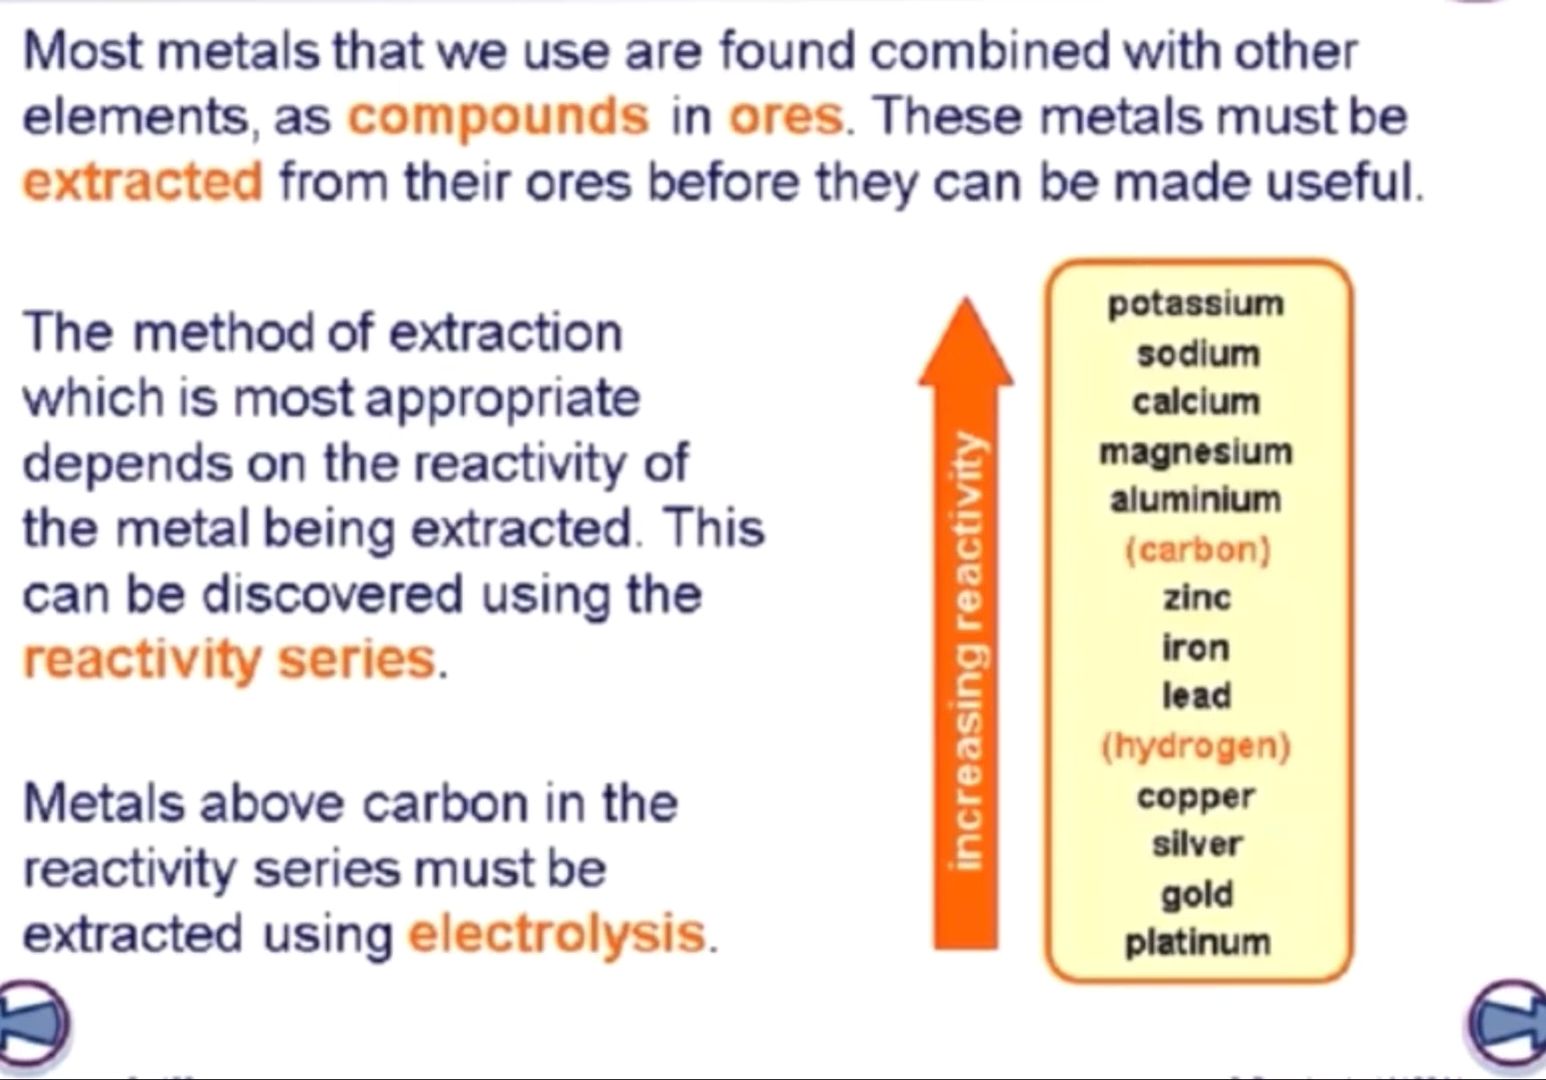 Most metals that we use are found combined with other
elements, as compounds in ores. These metals must be
extracted from their ores before they can be made useful.
The method of extraction
which is most appropriate
depends on the reactivity of
the metal being extracted. This
can be discovered using the
reactivity series.
Metals above carbon in the
reactivity series must be
extracted using electrolysis.
increasing reactivity
potassium
sodium
calcium
magnesium
aluminium
(carbon)
zinc
iron
lead
(hydrogen)
copper
silver
gold
platinum